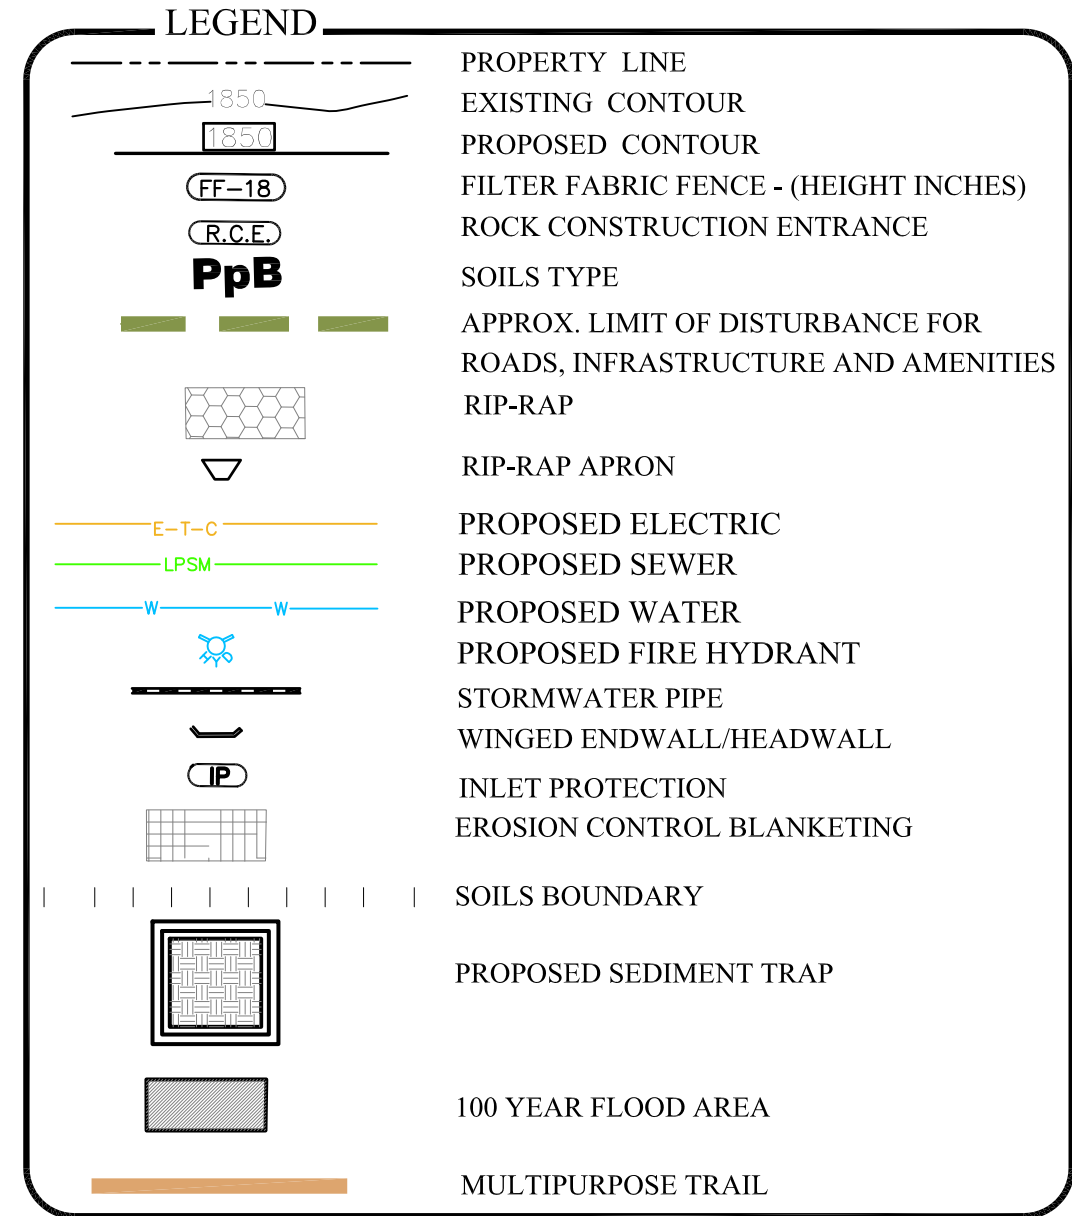 LEGEND
PROPERTY LINE
1850 EXISTING CONTOUR
1850 PROPOSED CONTOUR
FF-18 FILTER FABRIC FENCE - (HEIGHT INCHES)
R.C.E. ROCK CONSTRUCTION ENTRANCE
PpB SOILS TYPE
APPROX. LIMIT OF DISTURBANCE FOR
ROADS, INFRASTRUCTURE AND AMENITIES
RIP-RAP
RIP-RAP APRON
E-T-C PROPOSED ELECTRIC
LPSM PROPOSED SEWER
W W PROPOSED WATER
HYD PROPOSED FIRE HYDRANT
STORMWATER PIPE
WINGED ENDWALL/HEADWALL
IP INLET PROTECTION
EROSION CONTROL BLANKETING
SOILS BOUNDARY
PROPOSED SEDIMENT TRAP
100 YEAR FLOOD AREA
MULTIPURPOSE TRAIL